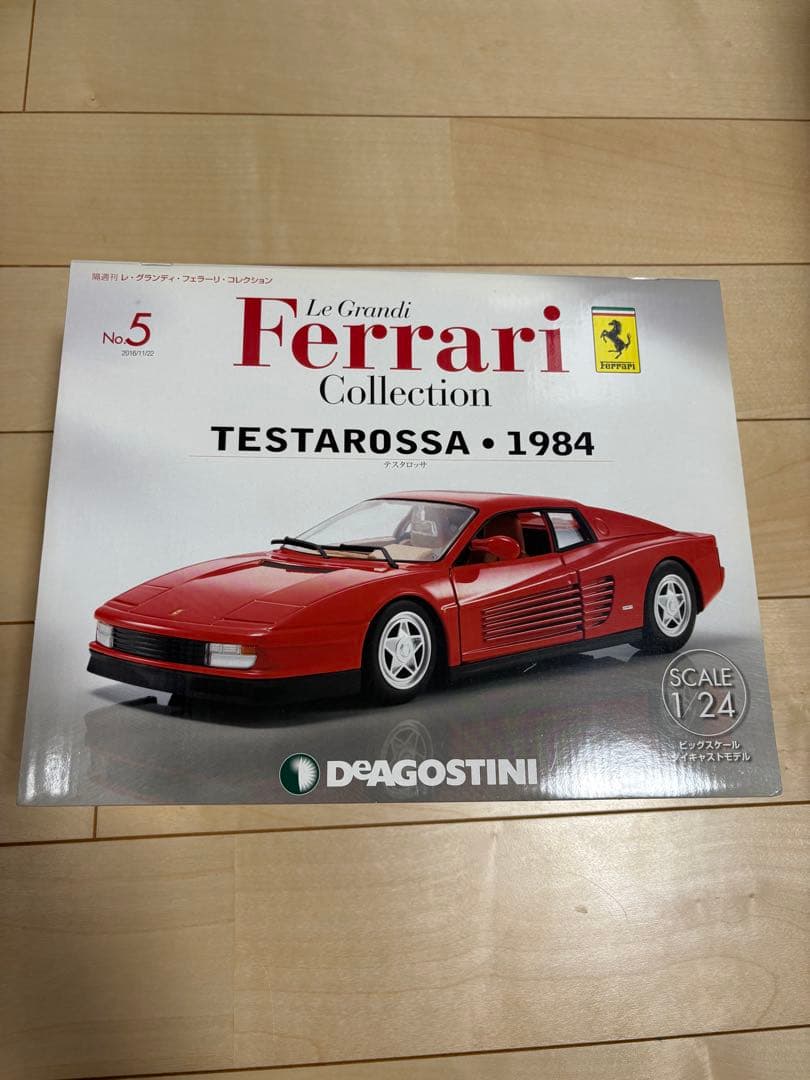 隔週刊 レ・グランディ・フェラーリ・コレクション
No.5
2016/11/22
Le Grandi
Ferrari
Collection
Ferrari
TESTAROSSA • 1984
テスタロッサ
SCALE
1/24
ビッグスケール
ダイキャストモデル
DeAGOSTINI